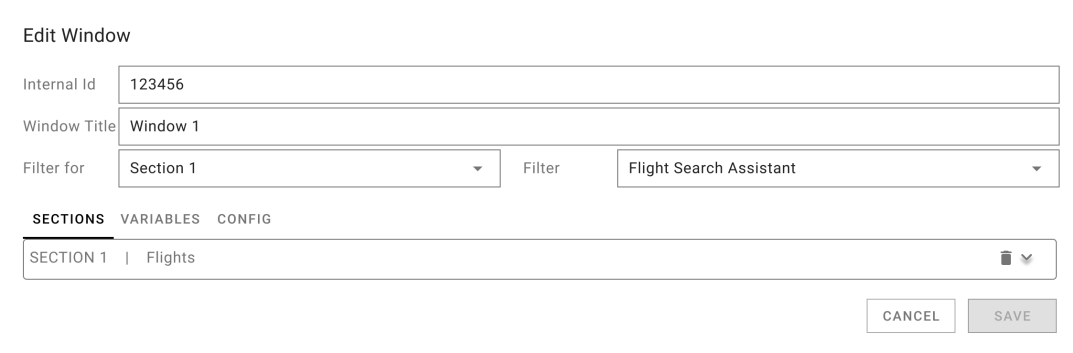 Edit Window
Internal Id 123456
Window Title Window 1
Filter for Section 1 Filter Flight Search Assistant
SECTIONS VARIABLES CONFIG
SECTION 1 | Flights
CANCEL SAVE